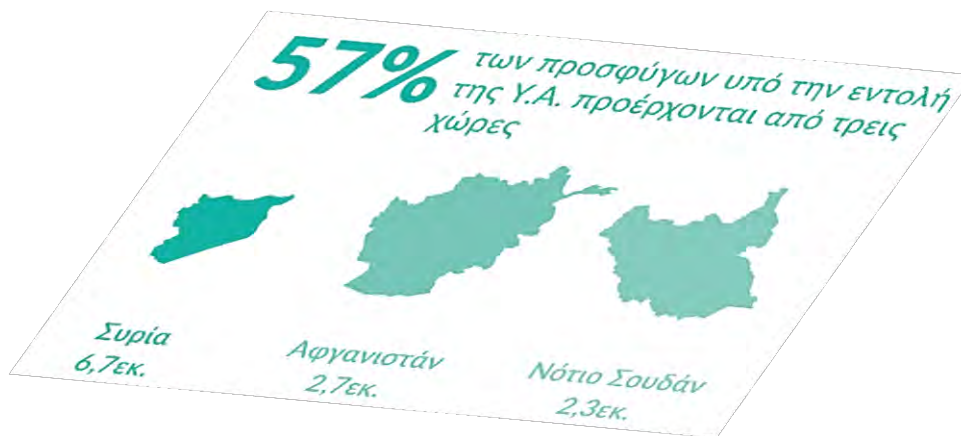 57% των προσφύγων υπό την εντολή
της Υ.Α. προέρχονται από τρεις
χώρες
Συρία
6,7εκ.
Αφγανιστάν
2,7εκ.
Νότιο Σουδάν
2,3εκ.